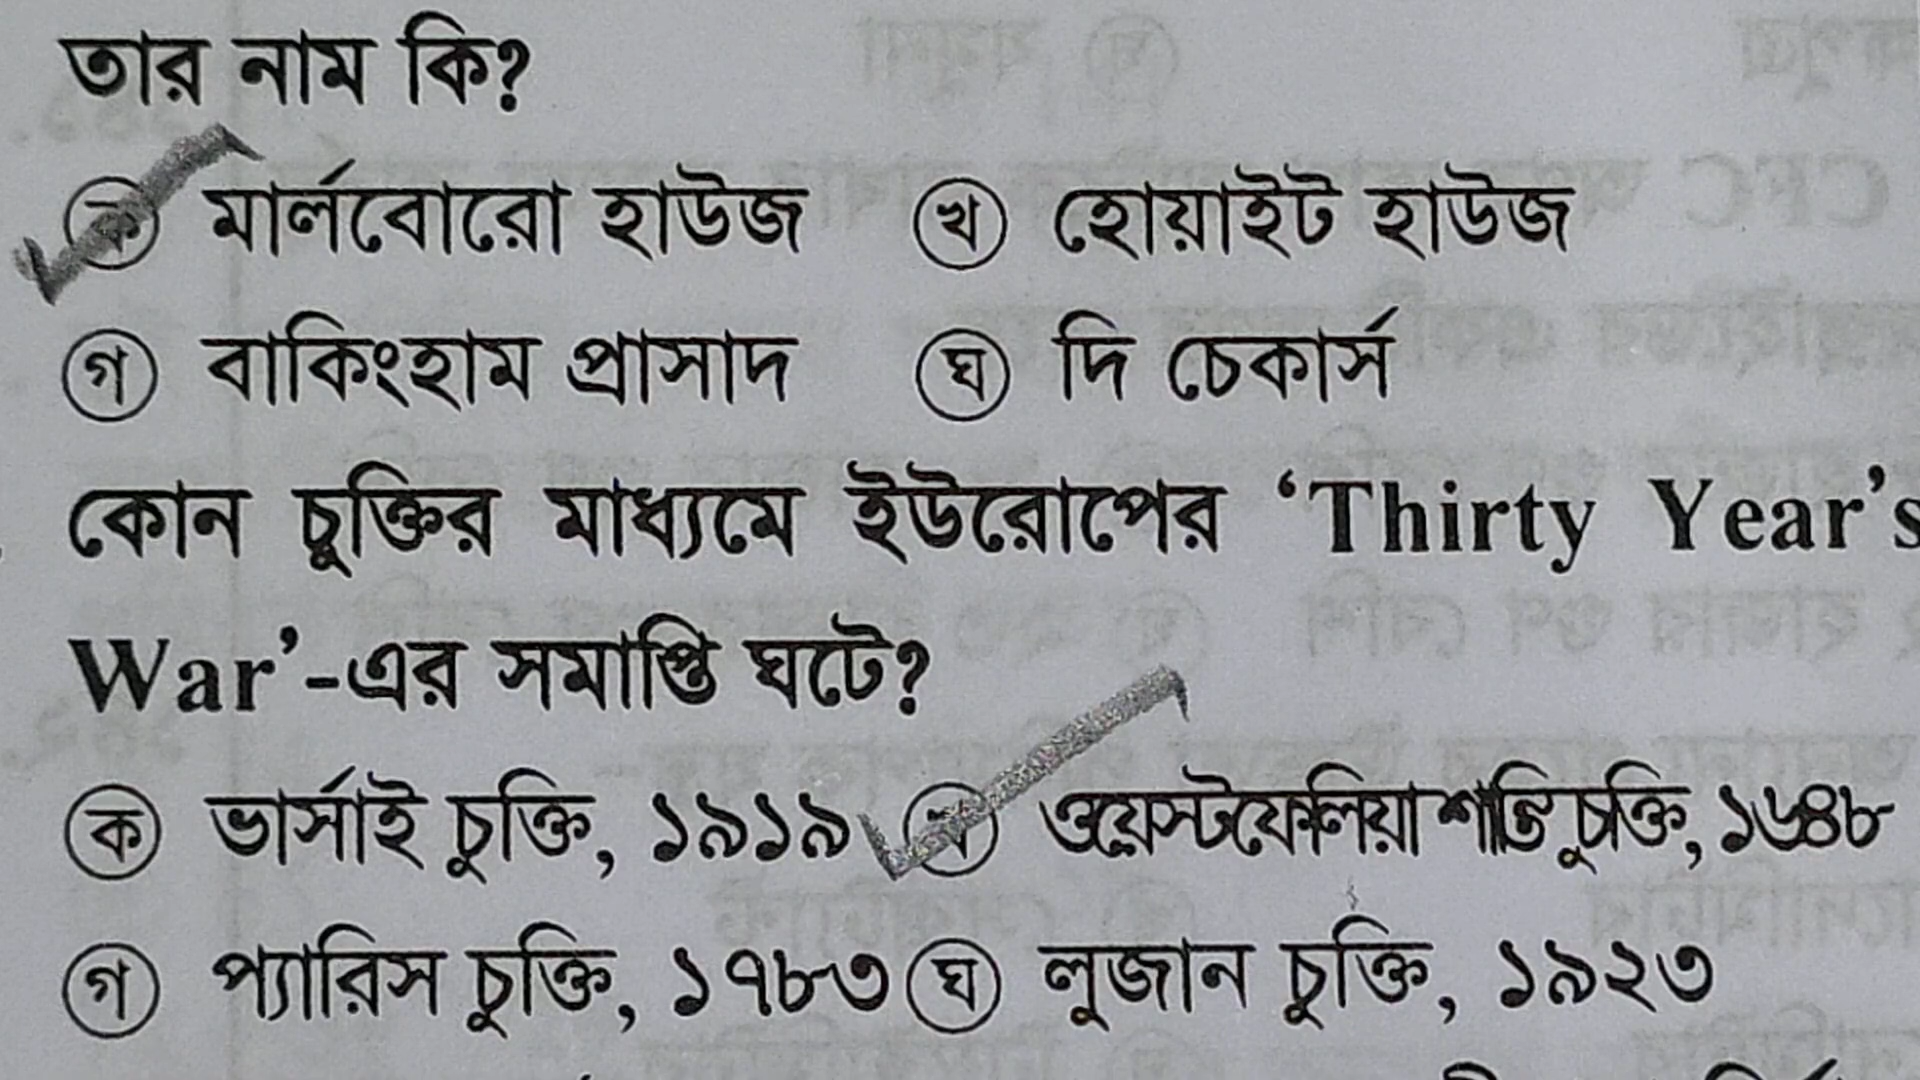 তার নাম কি?
ক মার্লবোরো হাউজ খ হোয়াইট হাউজ
গ বাকিংহাম প্রাসাদ ঘ দি চেকার্স
কোন চুক্তির মাধ্যমে ইউরোপের ‘Thirty Year’s
War’-এর সমাপ্তি ঘটে?
ক ভার্সাই চুক্তি, ১৯১৯ খ ওয়েস্টফেলিয়া শান্তি চুক্তি, ১৬৪৮
গ প্যারিস চুক্তি, ১৭৮৩ ঘ লুজান চুক্তি, ১৯২৩